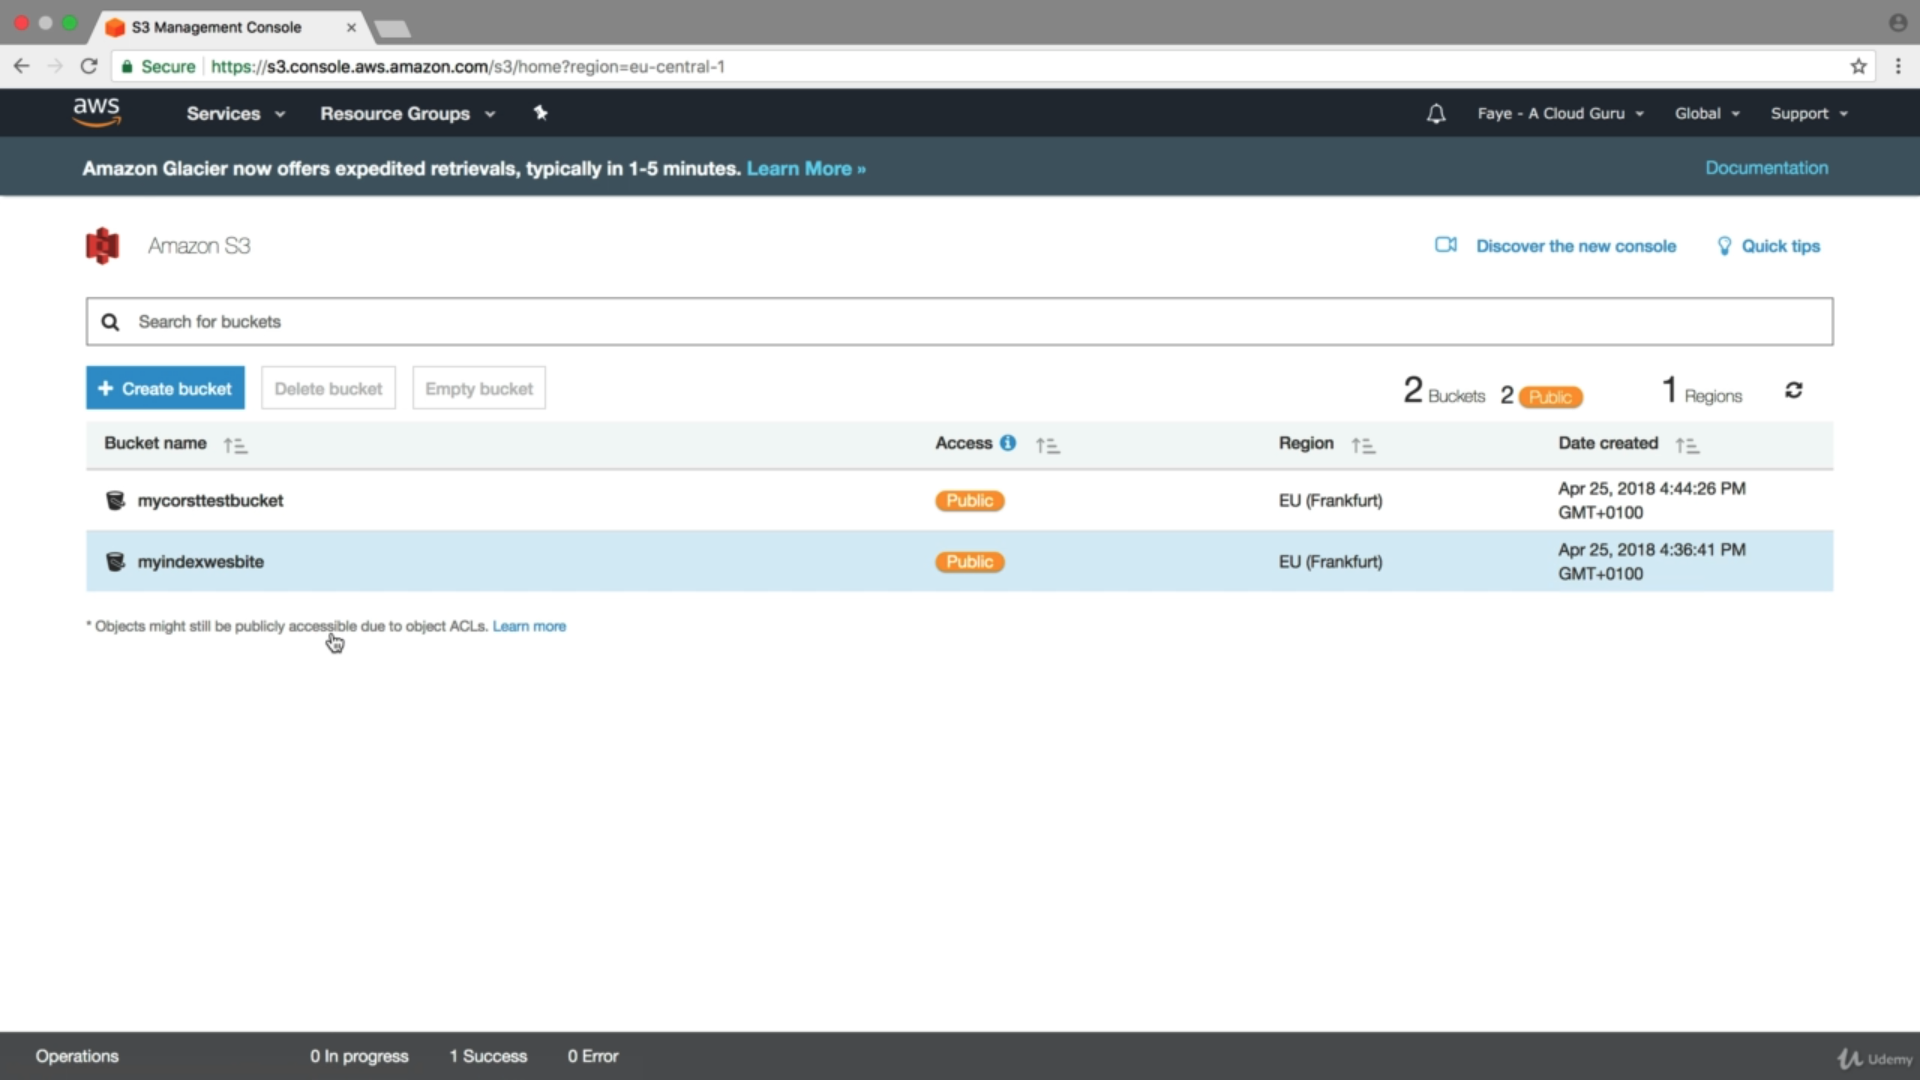 S3 Management Console
Secure https://s3.console.aws.amazon.com/s3/home?region=eu-central-1
aws Services Resource Groups Faye - A Cloud Guru Global Support
Amazon Glacier now offers expedited retrievals, typically in 1-5 minutes. Learn More » Documentation
Amazon S3 Discover the new console Quick tips
Search for buckets
+ Create bucket Delete bucket Empty bucket 2 Buckets 2 Public 1 Regions
Bucket name Access Region Date created
mycorsttestbucket Public EU (Frankfurt) Apr 25, 2018 4:44:26 PM
GMT+0100
myindexwesbite Public EU (Frankfurt) Apr 25, 2018 4:36:41 PM
GMT+0100
* Objects might still be publicly accessible due to object ACLs. Learn more
Operations 0 In progress 1 Success 0 Error
Udemy